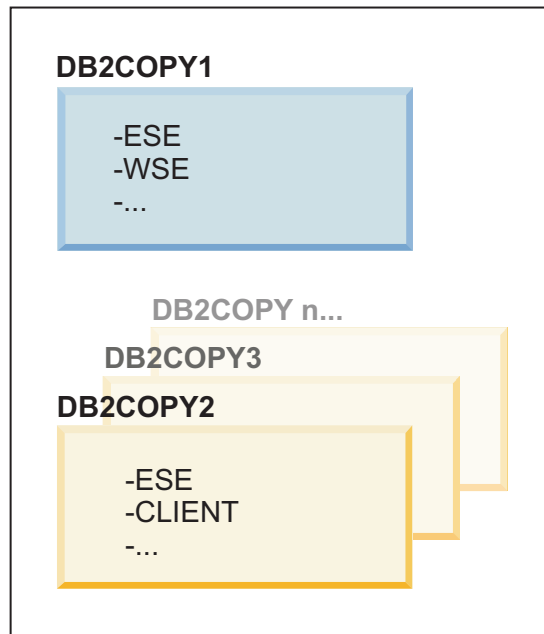 DB2COPY1
-ESE
-WSE
-...
DB2COPY n...
DB2COPY3
DB2COPY2
-ESE
-CLIENT
-...